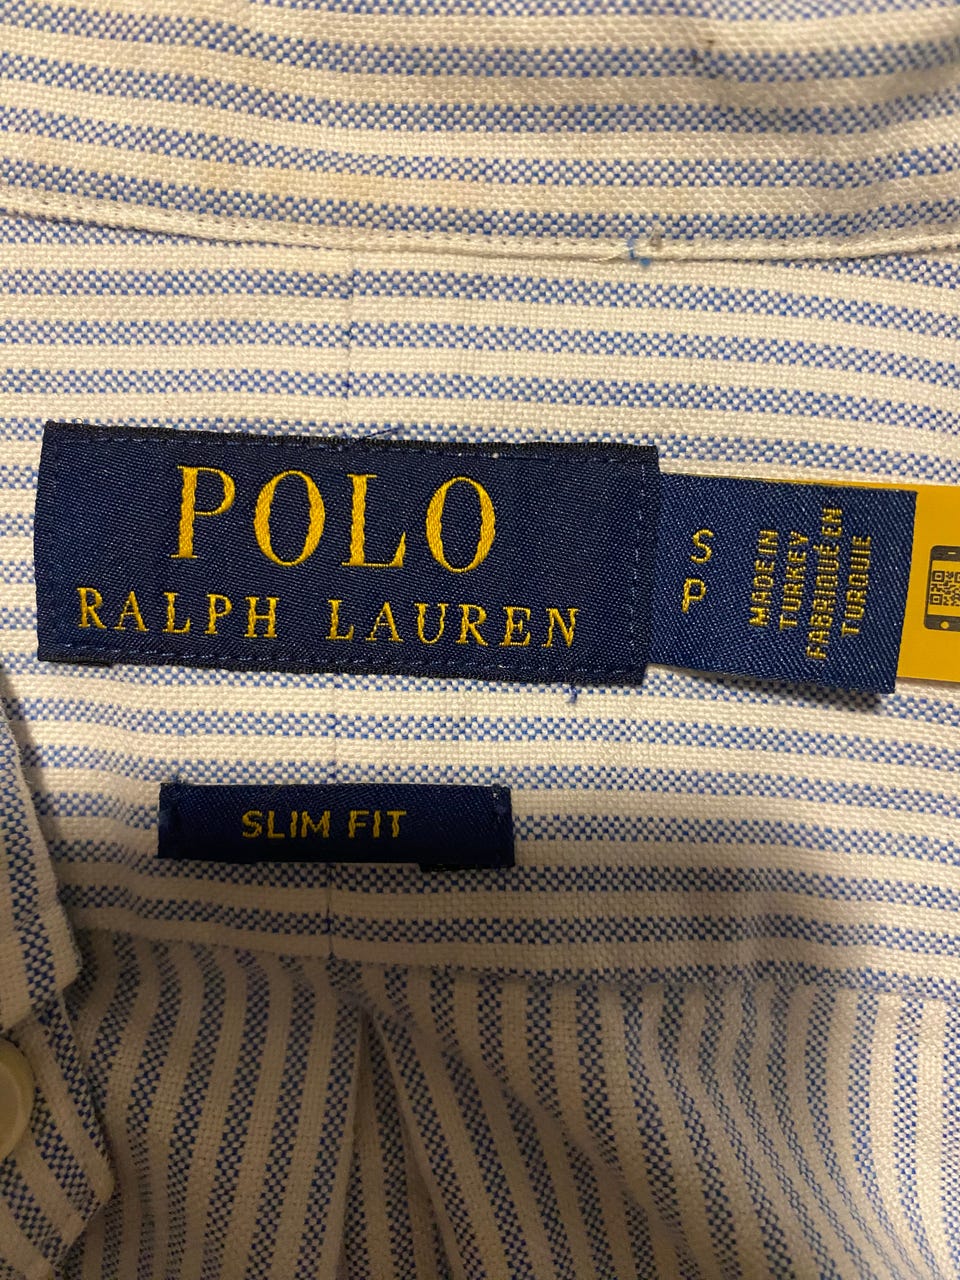 POLO
RALPH LAUREN
S
P
MADE IN
TURKEY
FABRIQUÉ EN
TURQUIE
SLIM FIT